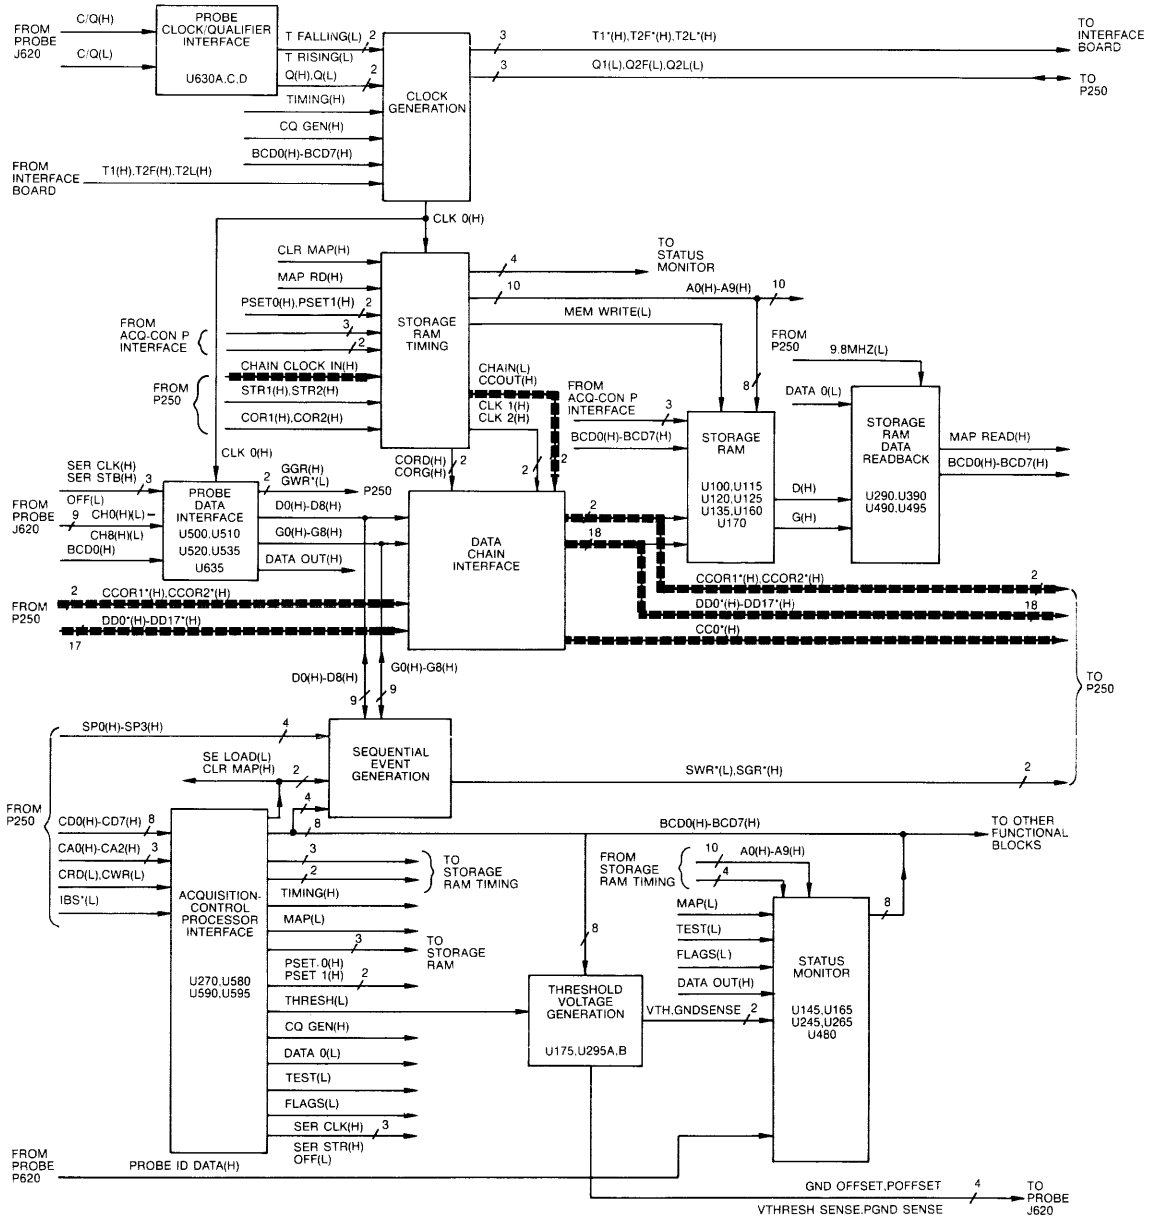 FROM
PROBE
J620
C/Q(H)
C/Q(L)
PROBE
CLOCK/QUALIFIER
INTERFACE
U630A,C,D
T FALLING(L)
2
T RISING(L)
Q(H),Q(L)
2
TIMING(H)
CQ GEN(H)
BCD0(H)-BCD7(H)
FROM
INTERFACE
BOARD
T1(H),T2F(H),T2L(H)
CLOCK
GENERATION
3
T1*(H),T2F*(H),T2L*(H)
TO
INTERFACE
BOARD
3
Q1(L),Q2F(L),Q2L(L)
TO
P250
CLK 0(H)
CLR MAP(H)
MAP RD(H)
PSET0(H),PSET1(H)
2
FROM
ACQ-CON P
INTERFACE
3
2
CHAIN CLOCK IN(H)
FROM
P250
STR1(H),STR2(H)
COR1(H),COR2(H)
STORAGE
RAM
TIMING
4
TO
STATUS
MONITOR
10
A0(H)-A9(H)
10
MEM WRITE(L)
8
CHAIN(L)
CCOUT(H)
CLK 1(H)
CLK 2(H)
CORD(H)
CORG(H)
2
2
2
FROM
ACQ-CON P
INTERFACE
3
BCD0(H)-BCD7(H)
STORAGE
RAM
U100,U115
U120,U125
U135,U160
U170
FROM
P250
9.8MHZ(L)
DATA 0(L)
STORAGE
RAM
DATA
READBACK
U290,U390
U490,U495
D(H)
G(H)
MAP READ(H)
BCD0(H)-BCD7(H)
CLK 0(H)
SER CLK(H)
SER STB(H)
3
OFF(L)
FROM
PROBE
J620
9
CH0(H)(L)-
CH8(H)(L)
BCD0(H)
PROBE
DATA
INTERFACE
U500,U510
U520,U535
U635
2
GGR(H)
GWR*(L)
P250
D0(H)-D8(H)
G0(H)-G8(H)
DATA OUT(H)
FROM
P250
2
CCOR1*(H),CCOR2*(H)
DD0*(H)-DD17*(H)
17
DATA
CHAIN
INTERFACE
2
18
CCOR1*(H),CCOR2*(H)
2
DD0*(H)-DD17*(H)
18
CC0*(H)
TO
P250
G0(H)-G8(H)
D0(H)-D8(H)
9
9
SP0(H)-SP3(H)
4
SE LOAD(L)
CLR MAP(H)
2
4
SEQUENTIAL
EVENT
GENERATION
SWR*(L),SGR*(H)
2
FROM
P250
CD0(H)-CD7(H)
8
CA0(H)-CA2(H)
3
CRD(L),CWR(L)
IBS*(L)
ACQUISITION-
CONTROL
PROCESSOR
INTERFACE
U270,U580
U590,U595
8
BCD0(H)-BCD7(H)
TO OTHER
FUNCTIONAL
BLOCKS
3
2
TO
STORAGE
RAM TIMING
TIMING(H)
MAP(L)
3
TO
STORAGE
RAM
PSET 0(H)
PSET 1(H)
2
THRESH(L)
CQ GEN(H)
DATA 0(L)
TEST(L)
FLAGS(L)
SER CLK(H)
3
SER STR(H)
OFF(L)
8
THRESHOLD
VOLTAGE
GENERATION
U175,U295A,B
VTH,GNDSENSE
2
FROM
STORAGE
RAM TIMING
10
A0(H)-A9(H)
4
MAP(L)
TEST(L)
FLAGS(L)
DATA OUT(H)
STATUS
MONITOR
U145,U165
U245,U265
U480
8
FROM
PROBE
P620
PROBE ID DATA(H)
GND OFFSET,POFFSET
4
VTHRESH SENSE,PGND SENSE
TO
PROBE
J620